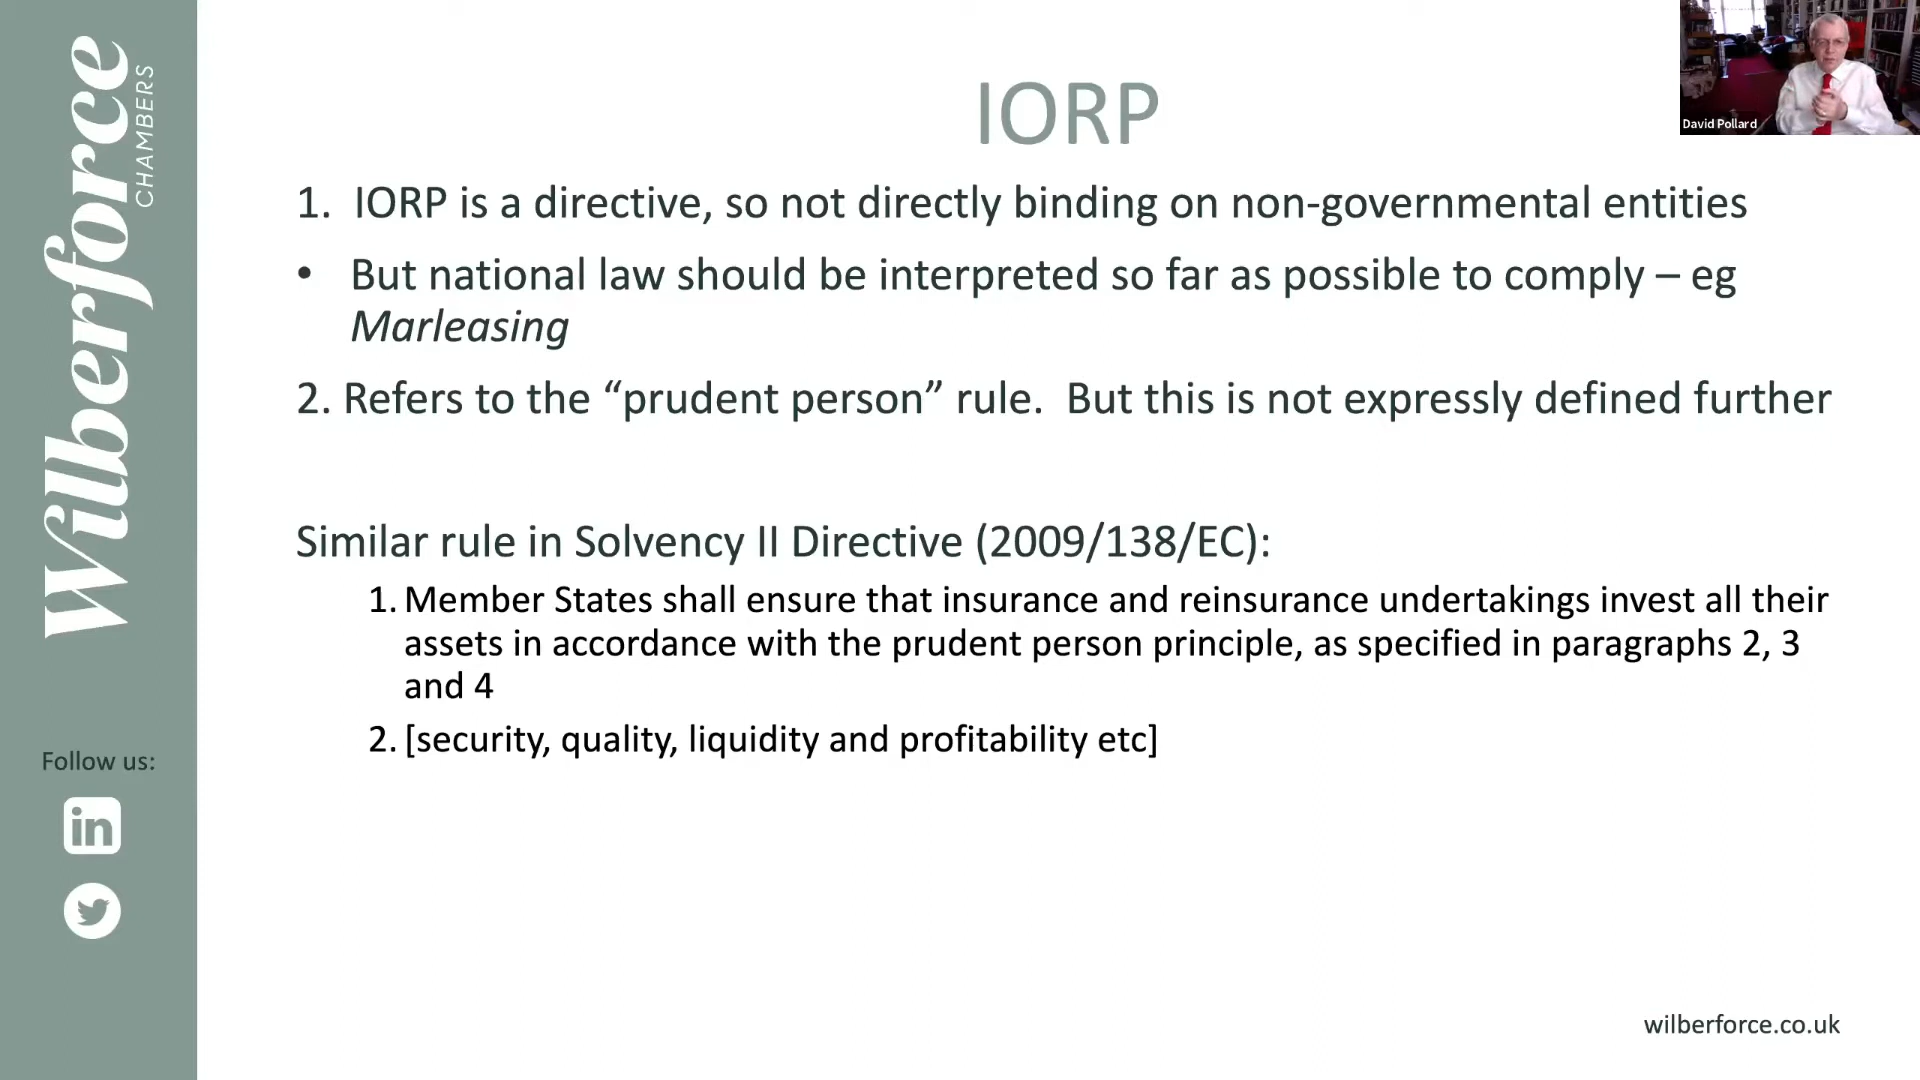 Wilberforce
CHAMBERS
David Pollard
IORP
1. IORP is a directive, so not directly binding on non-governmental entities
• But national law should be interpreted so far as possible to comply – eg
Marleasing
2. Refers to the “prudent person” rule. But this is not expressly defined further
Similar rule in Solvency II Directive (2009/138/EC):
1. Member States shall ensure that insurance and reinsurance undertakings invest all their
assets in accordance with the prudent person principle, as specified in paragraphs 2, 3
and 4
2. [security, quality, liquidity and profitability etc]
Follow us:
in
wilberforce.co.uk